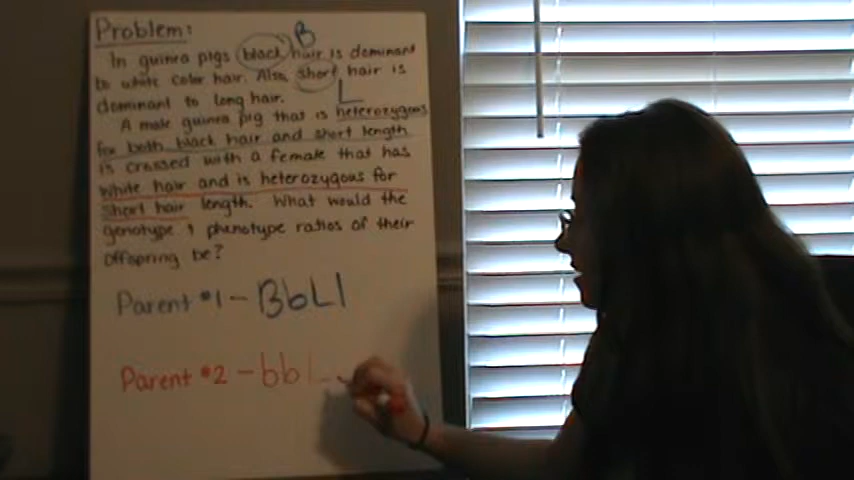 Problem:
B
In guinea pigs black hair is dominant
to white color hair. Also, short hair is
L
dominant to long hair.
A male guinea pig that is heterozygous
for both black hair and short length
is crossed with a female that has
white hair and is heterozygous for
short hair length. What would the
genotype & phenotype ratios of their
offspring be?
Parent #1 - BbLl
Parent #2 - bbL